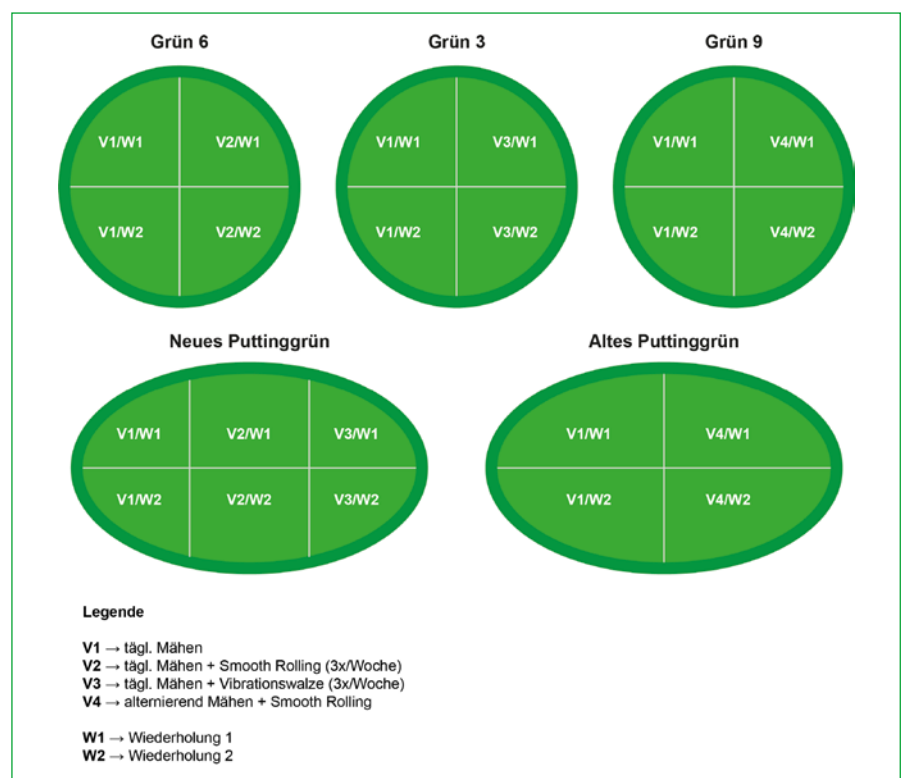 Grün 6 Grün 3 Grün 9
V1/W1 V2/W1 V1/W1 V3/W1 V1/W1 V4/W1
V1/W2 V2/W2 V1/W2 V3/W2 V1/W2 V4/W2
Neues Puttinggrün Altes Puttinggrün
V1/W1 V2/W1 V3/W1 V1/W1 V4/W1
V1/W2 V2/W2 V3/W2 V1/W2 V4/W2
Legende
V1 → tägl. Mähen
V2 → tägl. Mähen + Smooth Rolling (3x/Woche)
V3 → tägl. Mähen + Vibrationswalze (3x/Woche)
V4 → alternierend Mähen + Smooth Rolling
W1 → Wiederholung 1
W2 → Wiederholung 2